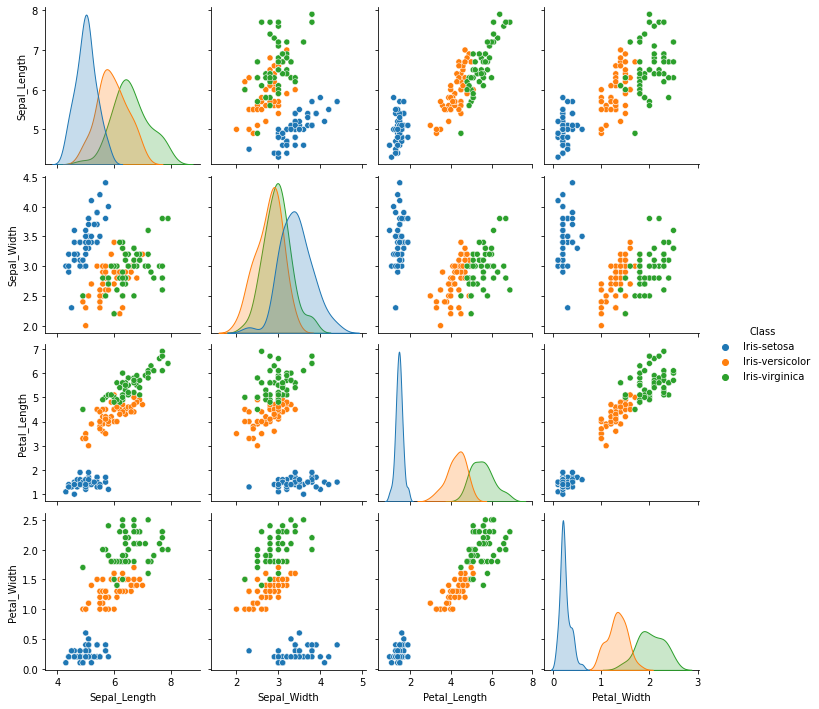 8
7
6
5
Sepal_Length
4.5
4.0
3.5
3.0
2.5
2.0
Sepal_Width
Class
Iris-setosa
Iris-versicolor
Iris-virginica
7
6
5
4
3
2
1
Petal_Length
2.5
2.0
1.5
1.0
0.5
0.0
Petal_Width
4 6 8
2 3 4 5
0 2 4 6 8
0 1 2 3
Sepal_Length Sepal_Width Petal_Length Petal_Width